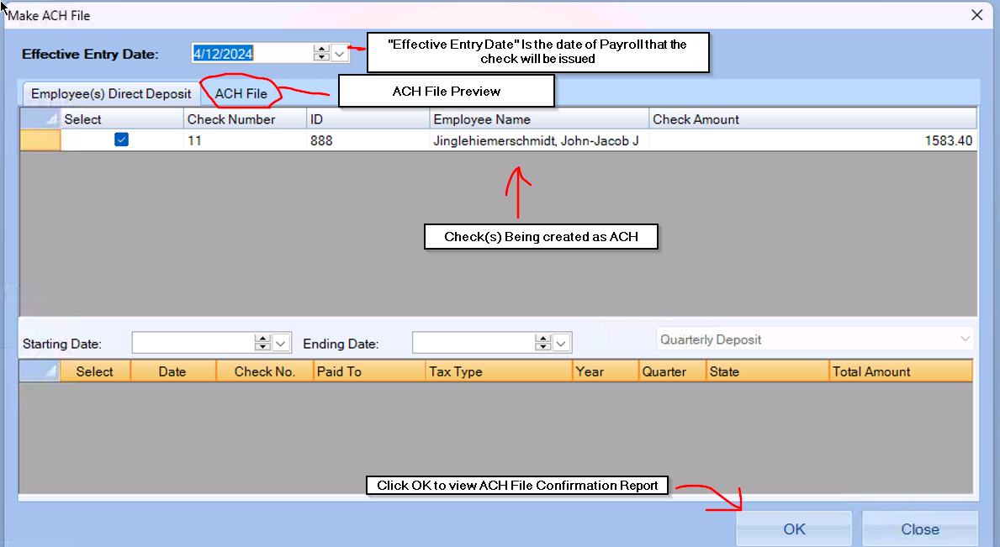 Make ACH File
Effective Entry Date: 4/12/2024
"Effective Entry Date" Is the date of Payroll that the
check will be issued
Employee(s) Direct Deposit ACH File
ACH File Preview
Select Check Number ID Employee Name Check Amount
11 888 Jinglehiemerschmidt, John-Jacob J 1583.40
Check(s) Being created as ACH
Starting Date: Ending Date: Quarterly Deposit
Select Date Check No. Paid To Tax Type Year Quarter State Total Amount
Click OK to view ACH File Confirmation Report
OK Close